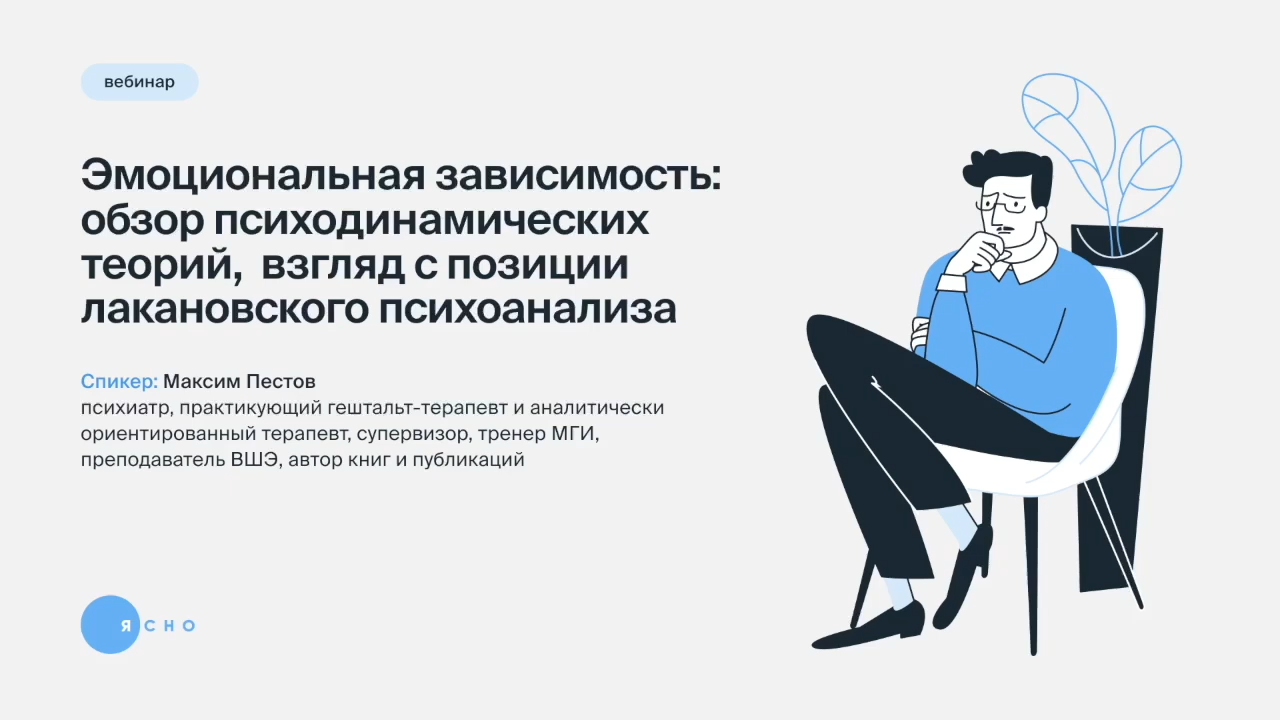 вебинар
Эмоциональная зависимость:
обзор психодинамических
теорий,  взгляд с позиции
лакановского психоанализа
Спикер: Максим Пестов
психиатр, практикующий гештальт-терапевт и аналитически
ориентированный терапевт, супервизор, тренер МГИ,
преподаватель ВШЭ, автор книг и публикаций
ЯСНО